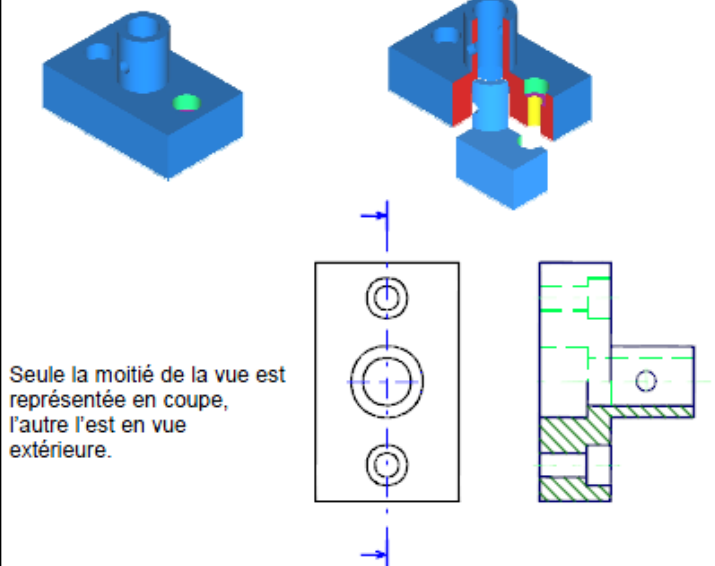 Seule la moitié de la vue est
représentée en coupe,
l'autre l'est en vue
extérieure.